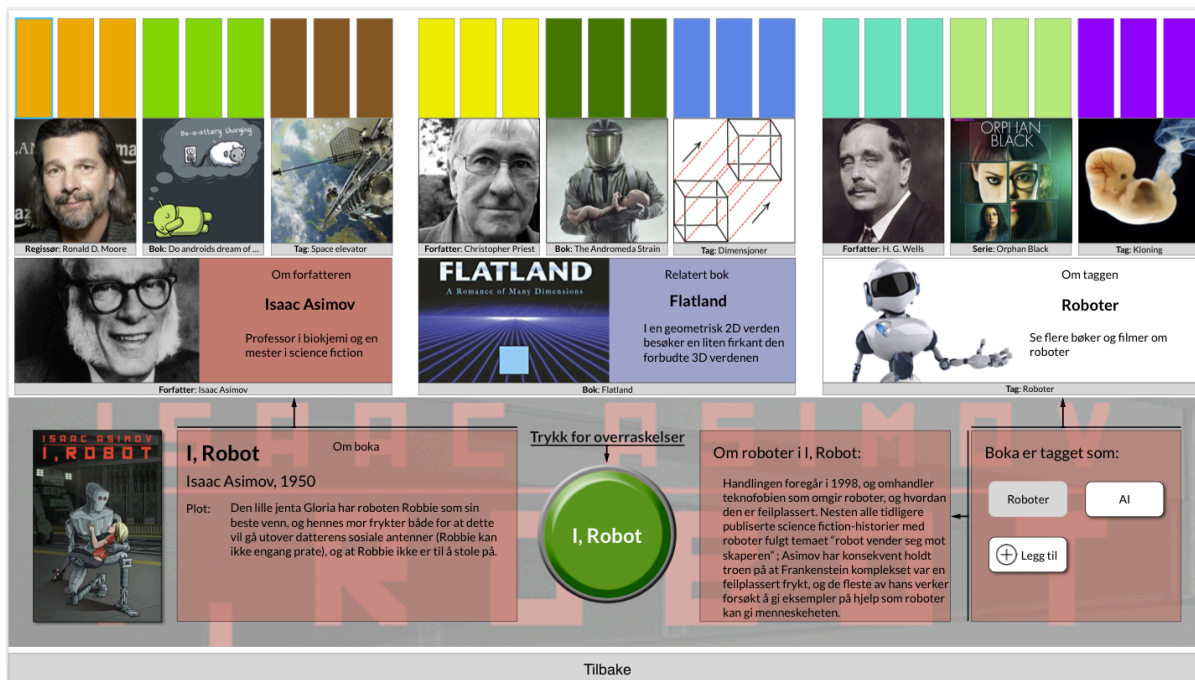 Ba-a-attery charging
ORPHAN
BLACK
Regissør: Ronald D. Moore
Bok: Do androids dream of ...
Tag: Space elevator
Forfatter: Christopher Priest
Bok: The Andromeda Strain
Tag: Dimensjoner
Forfatter: H. G. Wells
Serie: Orphan Black
Tag: Kloning
Om forfatteren
Isaac Asimov
Professor i biokjemi og en
mester i science fiction
Forfatter: Isaac Asimov
FLATLAND
A Romance of Many Dimensions
Relatert bok
Flatland
I en geometrisk 2D verden
besøker en liten firkant den
forbudte 3D verdenen
Bok: Flatland
Om taggen
Roboter
Se flere bøker og filmer om
roboter
Tag: Roboter
ISAAC ASIMOV
I, ROBOT
ISAAC ASIMOV
I, ROBOT
I, Robot
Om boka
Isaac Asimov, 1950
Plot:
Den lille jenta Gloria har roboten Robbie som sin
beste venn, og hennes mor frykter både for at dette
vil gå utover datterens sosiale antenner (Robbie kan
ikke engang prate), og at Robbie ikke er til å stole på.
Trykk for overraskelser
I, Robot
Om roboter i I, Robot:
Handlingen foregår i 1998, og omhandler
teknofobien som omgir roboter, og hvordan
den er feilplassert. Nesten alle tidligere
publiserte science fiction-historier med
roboter fulgt temaet “robot vender seg mot
skaperen” ; Asimov har konsekvent holdt
troen på at Frankenstein komplekset var en
feilplassert frykt, og de fleste av hans verker
forsøkt å gi eksempler på hjelp som roboter
kan gi menneskeheten.
Boka er tagget som:
Roboter
AI
Legg til
Tilbake